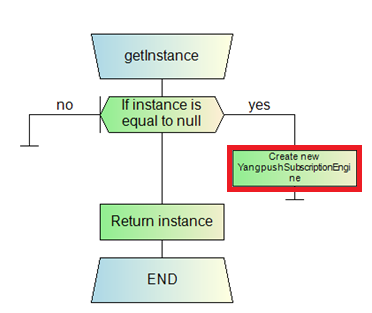 getInstance
no
If instance is
equal to null
yes
Create new
YangpushSubscriptionEngi
ne
Return instance
END